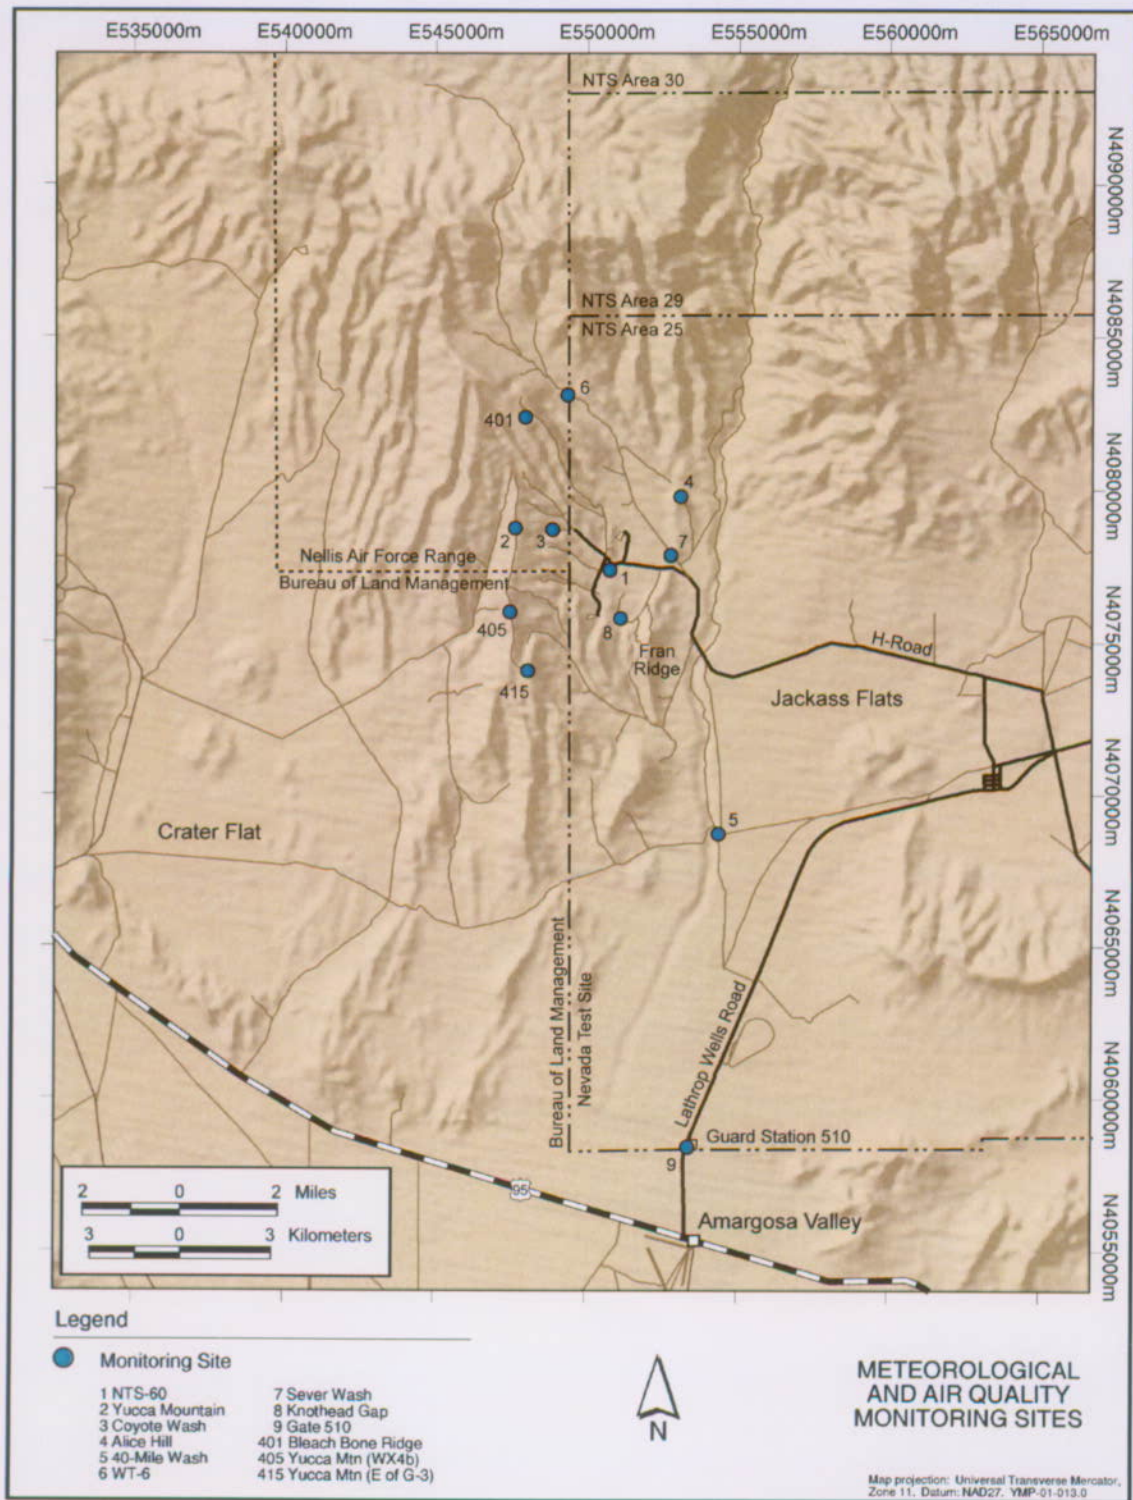 E535000m E540000m E545000m E550000m E555000m E560000m E565000m
NTS Area 30
N4090000m
NTS Area 29
NTS Area 25
N4085000m
6
401
4
N4080000m
2
3
7
Nellis Air Force Range
1
Bureau of Land Management
405
8
Fran
Ridge
H-Road
N4075000m
415
Jackass Flats
N4070000m
Crater Flat
5
Bureau of Land Management
Nevada Test Site
Lathrop Wells Road
N4065000m
N4060000m
Guard Station 510
9
2 0 2 Miles
3 0 3 Kilometers
95
Amargosa Valley
N4055000m
Legend
Monitoring Site
1 NTS-60
2 Yucca Mountain
3 Coyote Wash
4 Alice Hill
5 40-Mile Wash
6 WT-6
7 Sever Wash
8 Knothead Gap
9 Gate 510
401 Bleach Bone Ridge
405 Yucca Mtn (WX4b)
415 Yucca Mtn (E of G-3)
N
METEOROLOGICAL
AND AIR QUALITY
MONITORING SITES
Map projection: Universal Transverse Mercator,
Zone 11, Datum: NAD27. YMP-01-013.0